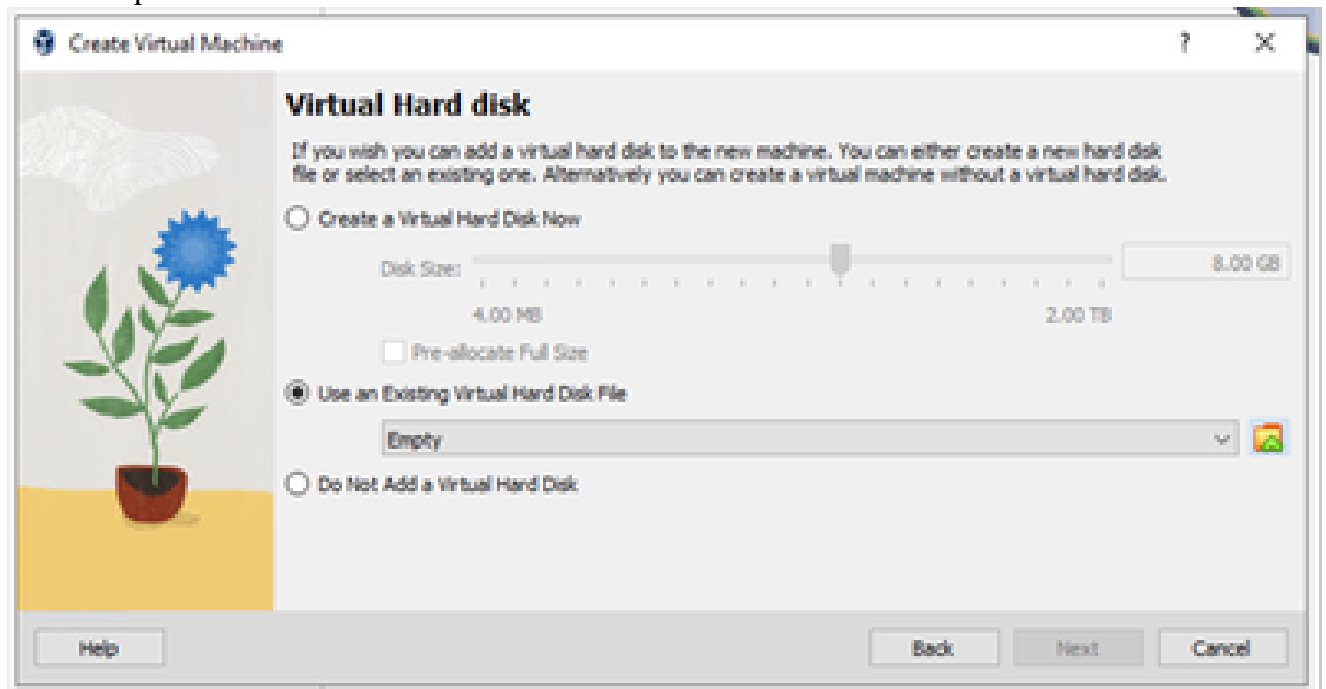 Create Virtual Machine
?
Virtual Hard disk
If you wish you can add a virtual hard disk to the new machine. You can either create a new hard disk
file or select an existing one. Alternatively you can create a virtual machine without a virtual hard disk.
Create a Virtual Hard Disk Now
Disk Size:
8.00 GB
4.00 MB
2.00 TB
Pre-allocate Full Size
Use an Existing Virtual Hard Disk File
Empty
Do Not Add a Virtual Hard Disk
Help
Back
Next
Cancel